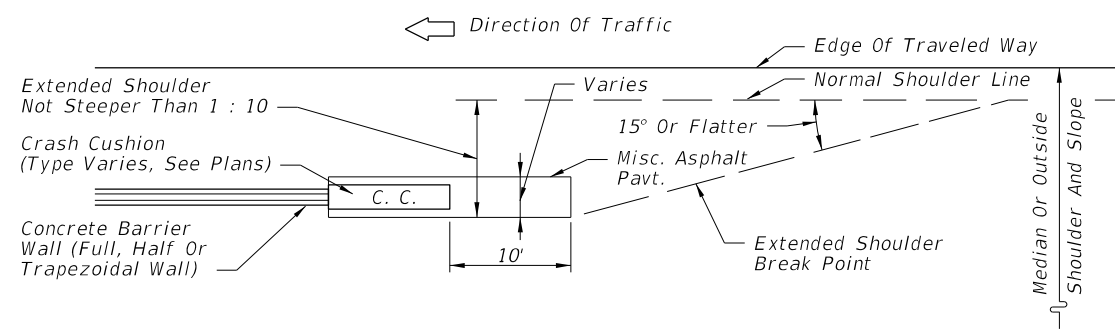 Direction Of Traffic
Edge Of Traveled Way
Extended Shoulder
Not Steeper Than 1 : 10
Varies
Normal Shoulder Line
15° Or Flatter
Crash Cushion
(Type Varies, See Plans)
Misc. Asphalt
Pavt.
C. C.
Concrete Barrier
Wall (Full, Half Or
Trapezoidal Wall)
10'
Extended Shoulder
Break Point
Median Or Outside
Shoulder And Slope